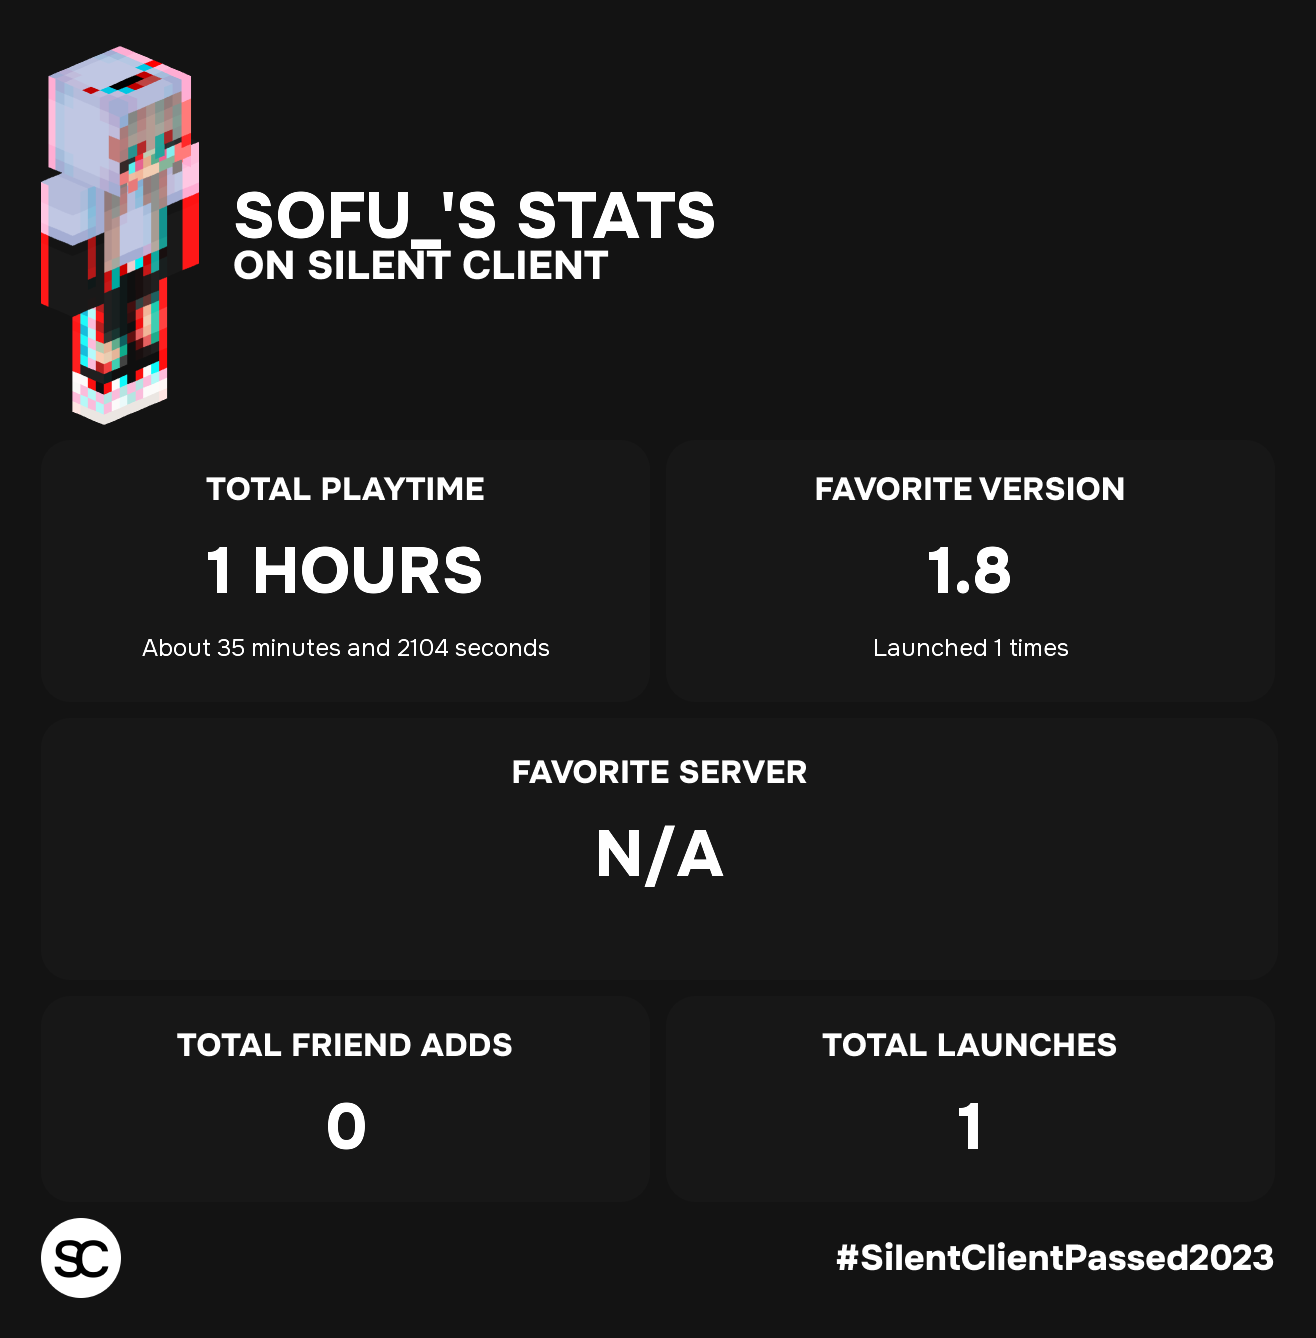 SOFU_'S STATS
ON SILENT CLIENT
TOTAL PLAYTIME
1 HOURS
About 35 minutes and 2104 seconds
FAVORITE VERSION
1.8
Launched 1 times
FAVORITE SERVER
N/A
TOTAL FRIEND ADDS
0
TOTAL LAUNCHES
1
SC
#SilentClientPassed2023